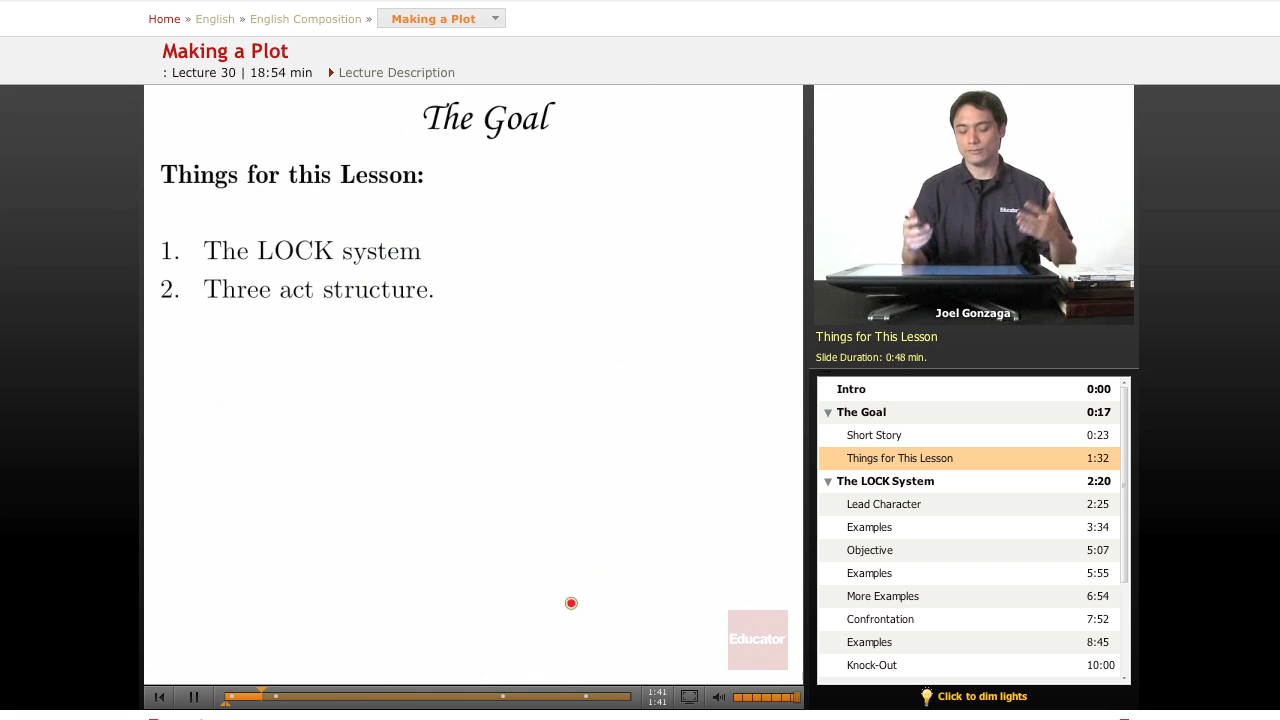 Home » English » English Composition » Making a Plot
Making a Plot
: Lecture 30 | 18:54 min Lecture Description
The Goal
Things for this Lesson:
1. The LOCK system
2. Three act structure.
Educator
Educator
Joel Gonzaga
Things for This Lesson
Slide Duration: 0:48 min.
Intro 0:00
The Goal 0:17
Short Story 0:23
Things for This Lesson 1:32
The LOCK System 2:20
Lead Character 2:25
Examples 3:34
Objective 5:07
Examples 5:55
More Examples 6:54
Confrontation 7:52
Examples 8:45
Knock-Out 10:00
1:41
1:41
Click to dim lights